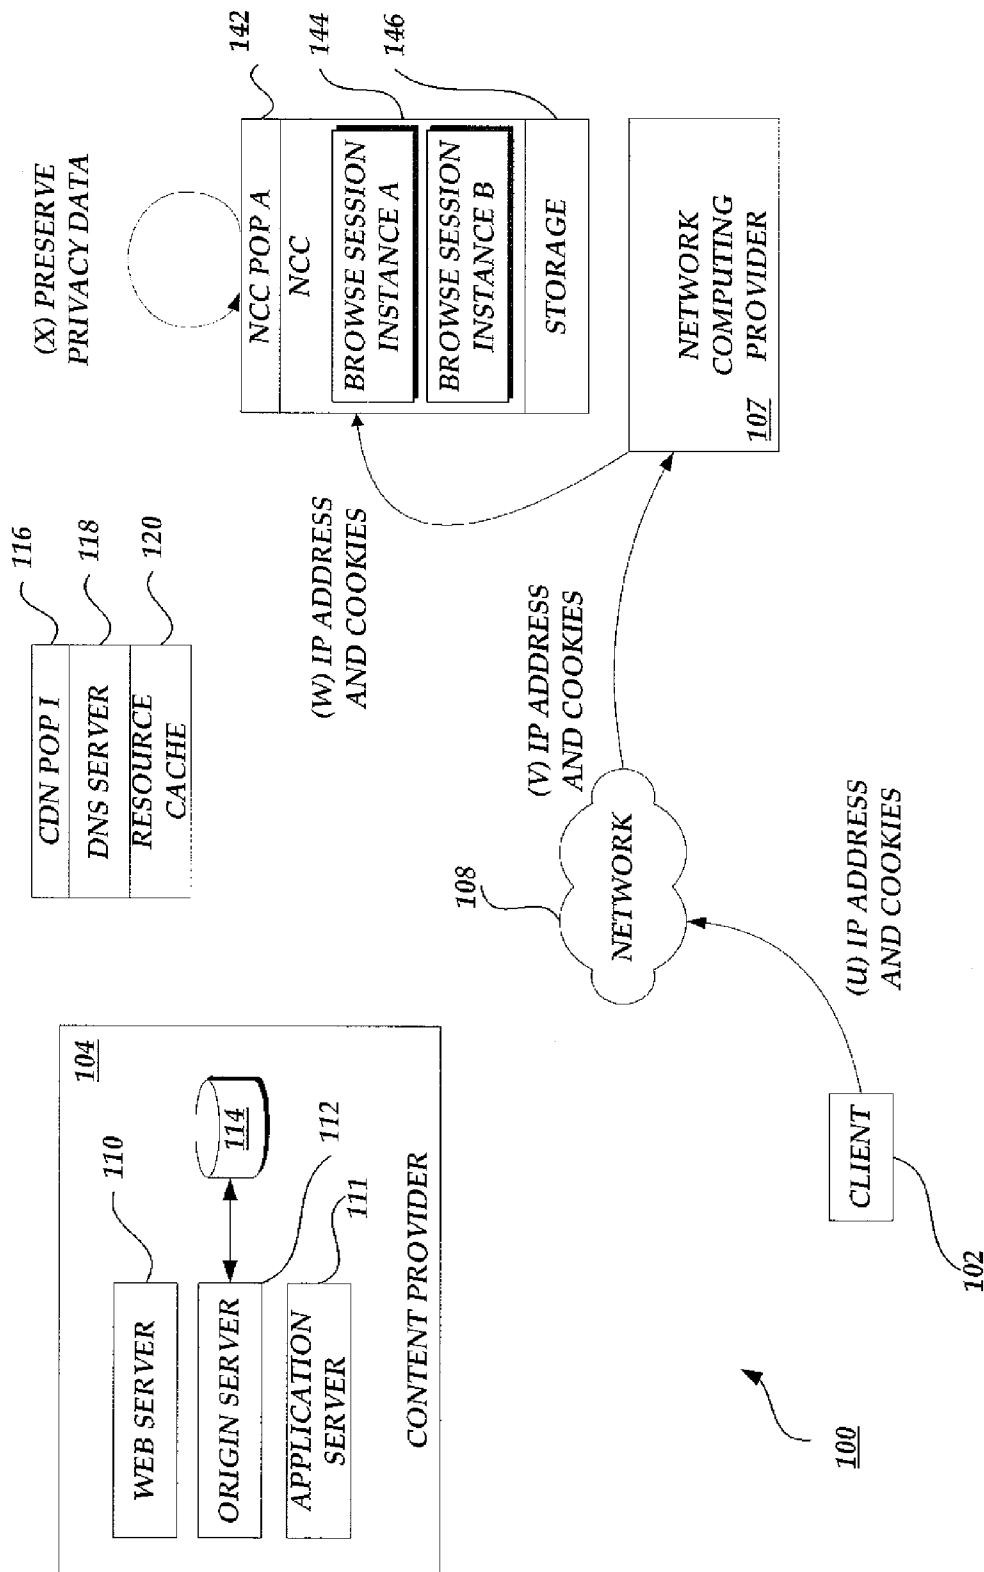 104
110
WEB SERVER
ORIGIN SERVER
114
112
APPLICATION
SERVER
111
CONTENT PROVIDER
CDN POP I
116
DNS SERVER
118
RESOURCE
CACHE
120
(X) PRESERVE
PRIVACY DATA
NCC POP A
142
NCC
144
BROWSE SESSION
INSTANCE A
BROWSE SESSION
INSTANCE B
STORAGE
146
(W) IP ADDRESS
AND COOKIES
(V) IP ADDRESS
AND COOKIES
NETWORK
COMPUTING
PROVIDER
107
108
NETWORK
(U) IP ADDRESS
AND COOKIES
CLIENT
102
100